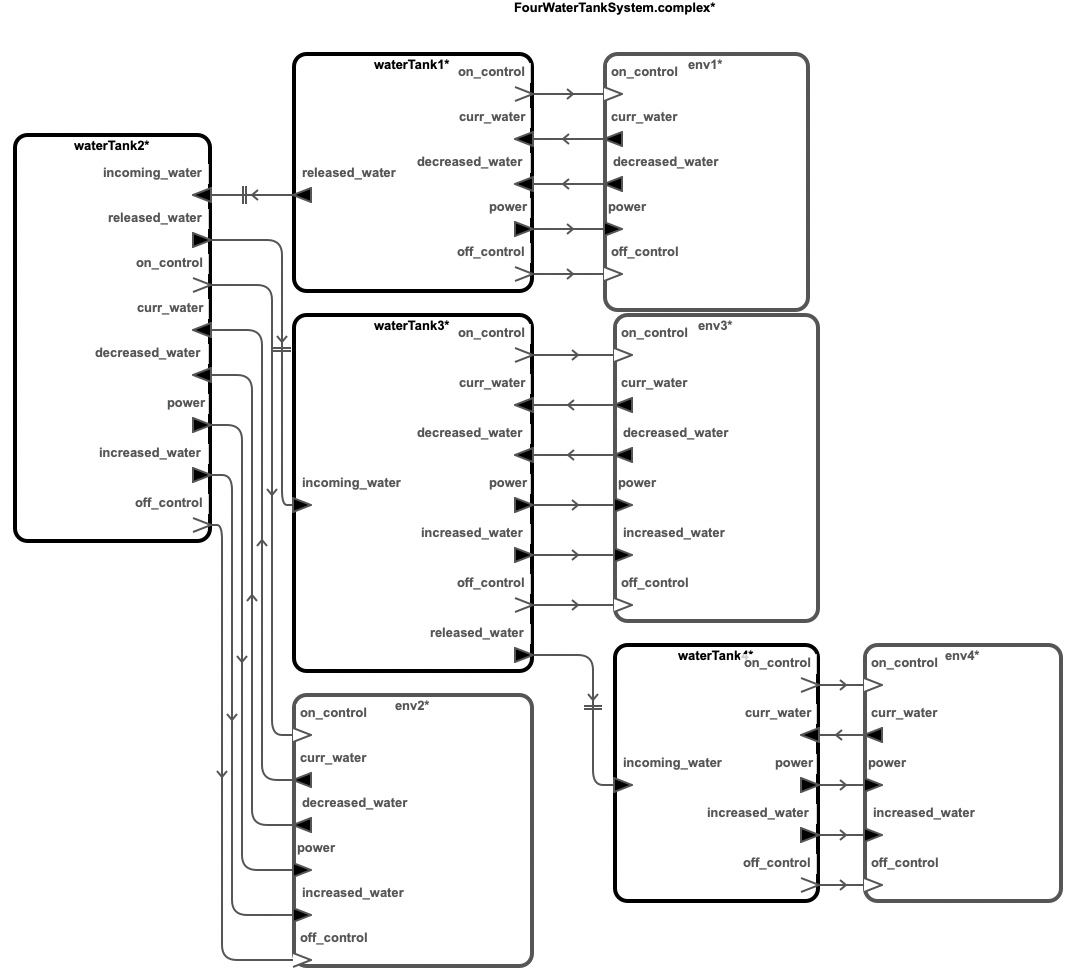 FourWaterTankSystem.complex*
waterTank1*
on_control
curr_water
decreased_water
released_water
power
off_control
env1*
on_control
curr_water
decreased_water
power
off_control
waterTank2*
incoming_water
released_water
on_control
curr_water
decreased_water
power
increased_water
off_control
waterTank3*
on_control
curr_water
decreased_water
incoming_water
power
increased_water
off_control
released_water
env3*
on_control
curr_water
decreased_water
power
increased_water
off_control
env2*
on_control
curr_water
decreased_water
power
increased_water
off_control
waterTank4*
on_control
curr_water
incoming_water
power
increased_water
off_control
env4*
on_control
curr_water
power
increased_water
off_control